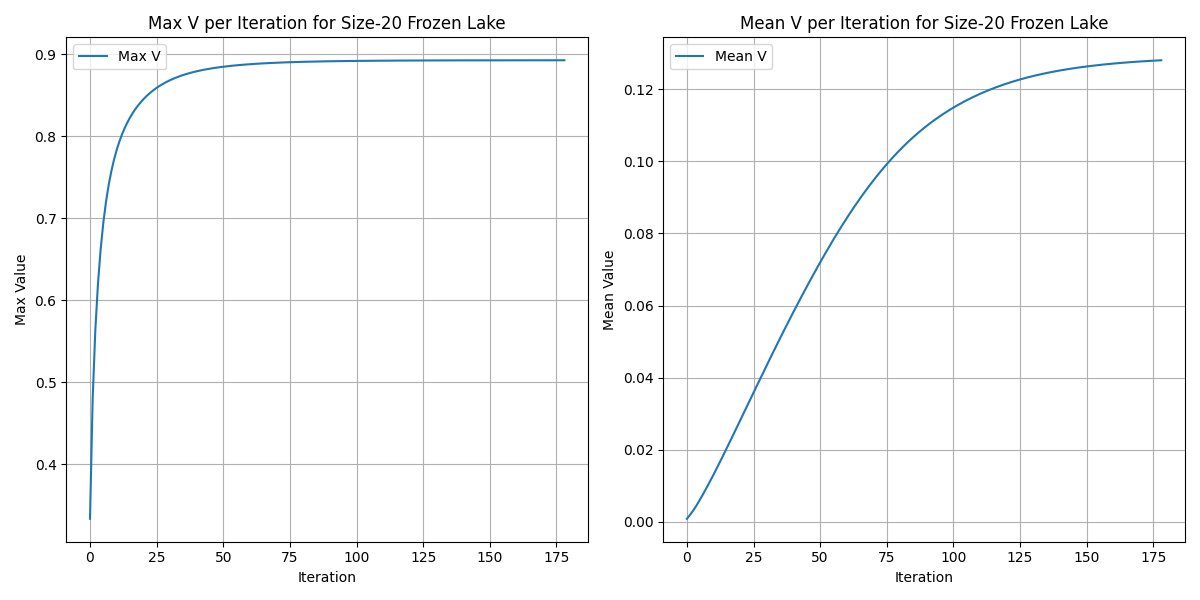 Max V per Iteration for Size-20 Frozen Lake
Max V
0.9
0.8
0.7
0.6
0.5
0.4
Max Value
0 25 50 75 100 125 150 175
Iteration
Mean V per Iteration for Size-20 Frozen Lake
Mean V
0.12
0.10
0.08
0.06
0.04
0.02
0.00
Mean Value
0 25 50 75 100 125 150 175
Iteration